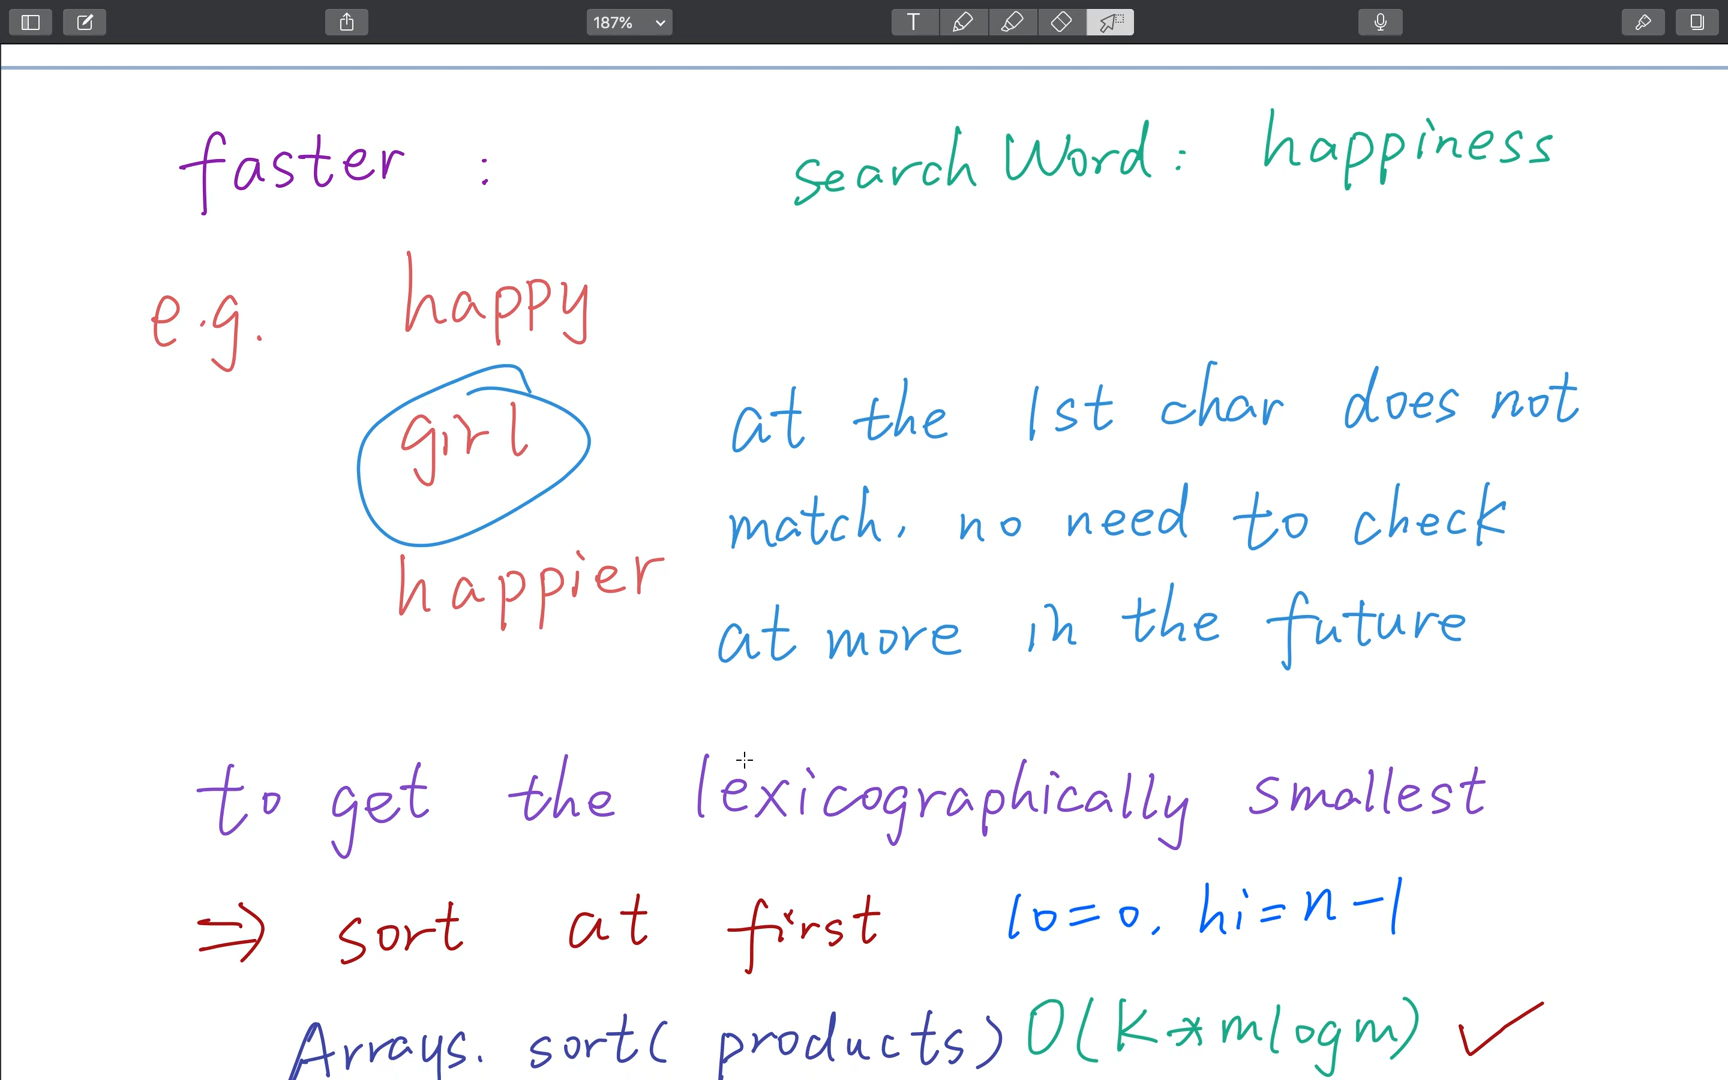 187%
T
faster : search Word : happiness
e.g. happy
girl
happier
at the 1st char does not
match, no need to check
at more in the future
to get the lexicographically smallest
⇒ sort at first lo=0, hi=n-1
Arrays. sort( products) O(K*mlogm) ✓